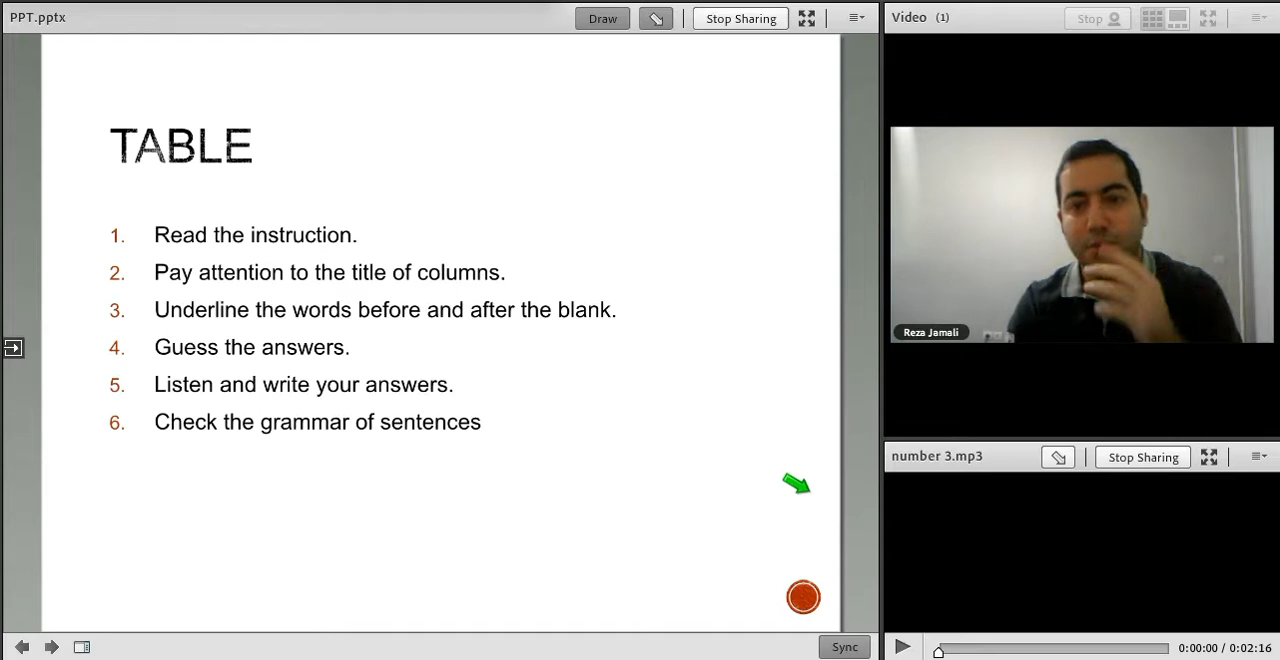 PPT.pptx
Draw
Stop Sharing
TABLE
1. Read the instruction.
2. Pay attention to the title of columns.
3. Underline the words before and after the blank.
4. Guess the answers.
5. Listen and write your answers.
6. Check the grammar of sentences
Sync
Video (1)
Stop
Reza Jamali
number 3.mp3
Stop Sharing
0:00:00 / 0:02:16